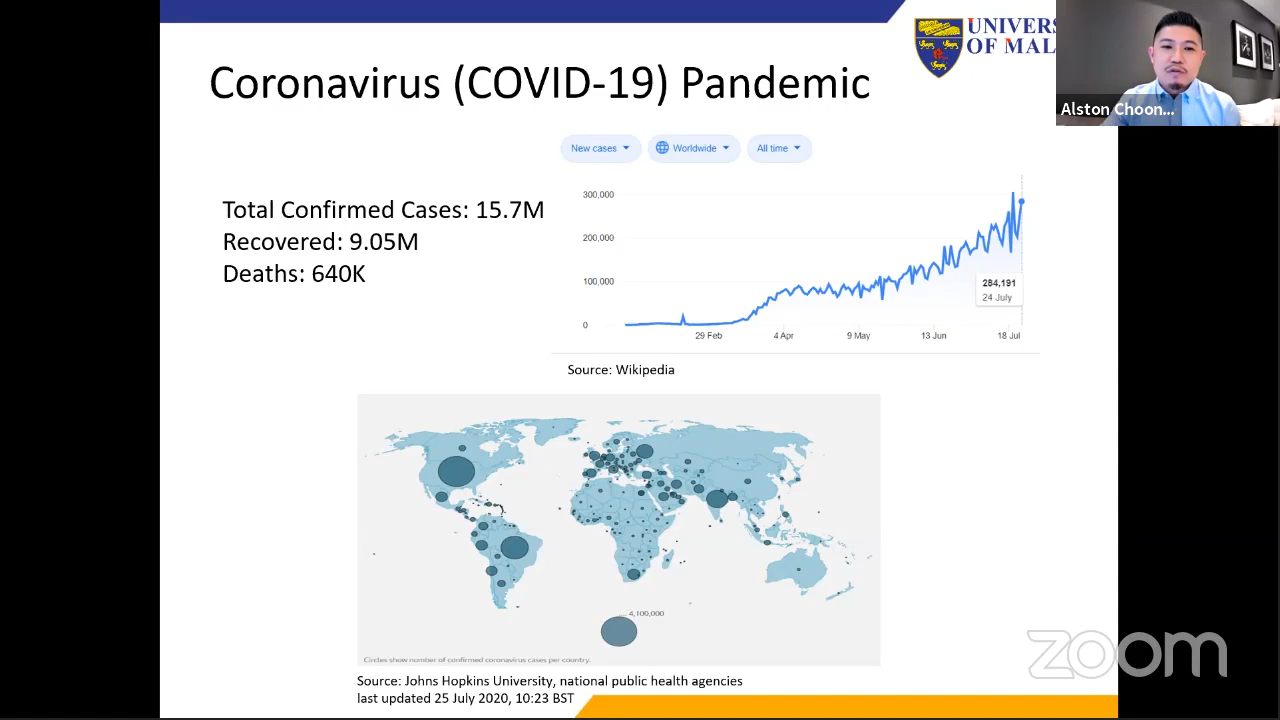 UNIVERS
OF MAL
Alston Choon...
Coronavirus (COVID-19) Pandemic
New cases
Worldwide
All time
Total Confirmed Cases: 15.7M
Recovered: 9.05M
Deaths: 640K
300,000
200,000
100,000
0
284,191
24 July
29 Feb
4 Apr
9 May
13 Jun
18 Jul
Source: Wikipedia
4,100,000
Circles show number of confirmed coronavirus cases per country.
Source: Johns Hopkins University, national public health agencies
last updated 25 July 2020, 10:23 BST
zoom